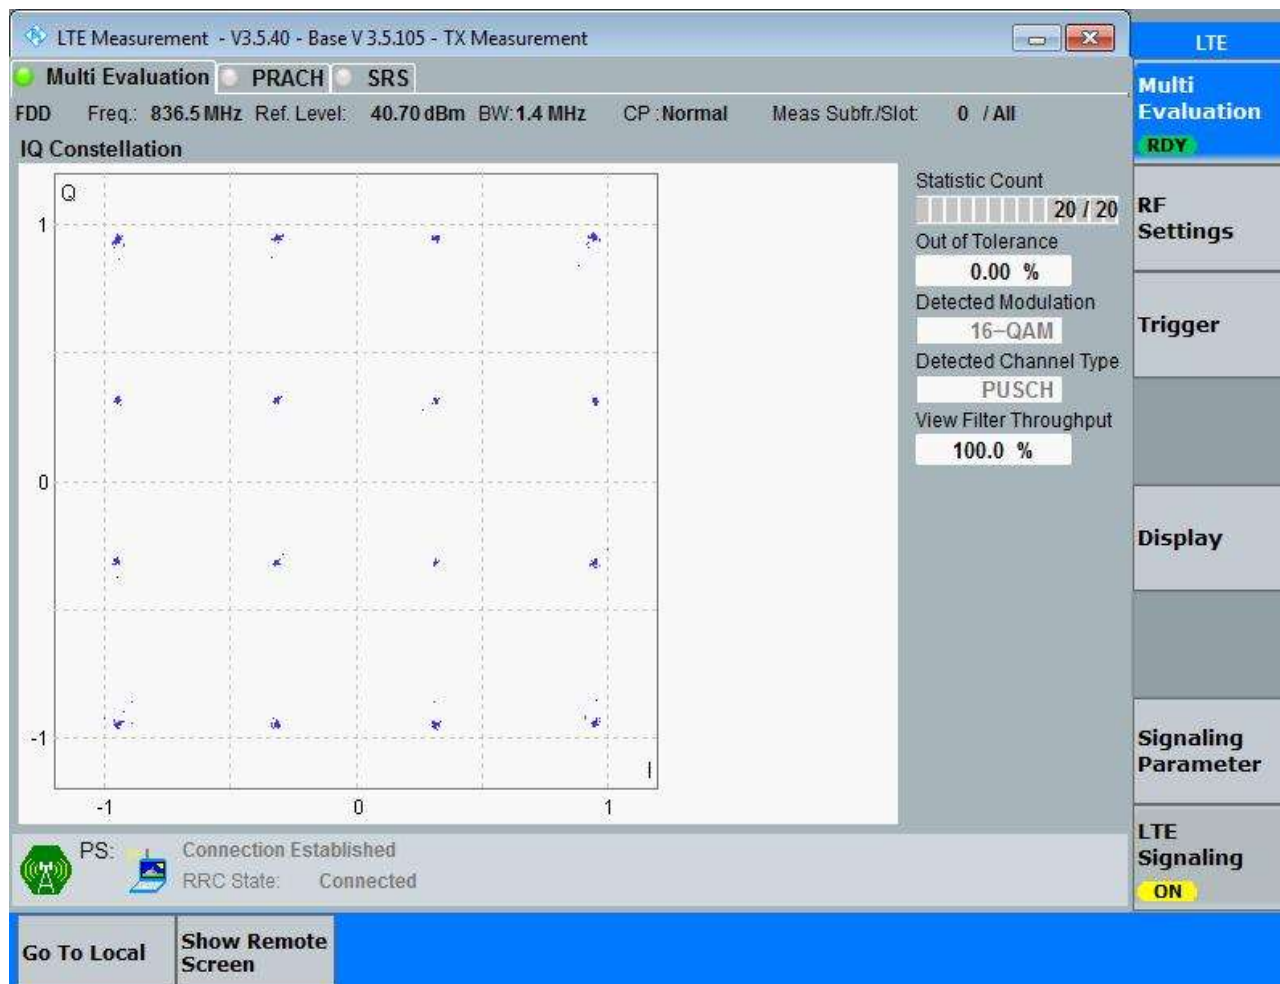 LTE Measurement - V3.5.40 - Base V 3.5.105 - TX Measurement
Multi Evaluation PRACH SRS
FDD Freq.: 836.5 MHz Ref. Level: 40.70 dBm BW: 1.4 MHz CP : Normal Meas Subfr./Slot: 0 / All
IQ Constellation
Q
1
0
-1
I
-1 0 1
Statistic Count
20 / 20
Out of Tolerance
0.00 %
Detected Modulation
16-QAM
Detected Channel Type
PUSCH
View Filter Throughput
100.0 %
PS: Connection Established
RRC State: Connected
LTE
Multi
Evaluation
RDY
RF
Settings
Trigger
Display
Signaling
Parameter
LTE
Signaling
ON
Go To Local
Show Remote
Screen